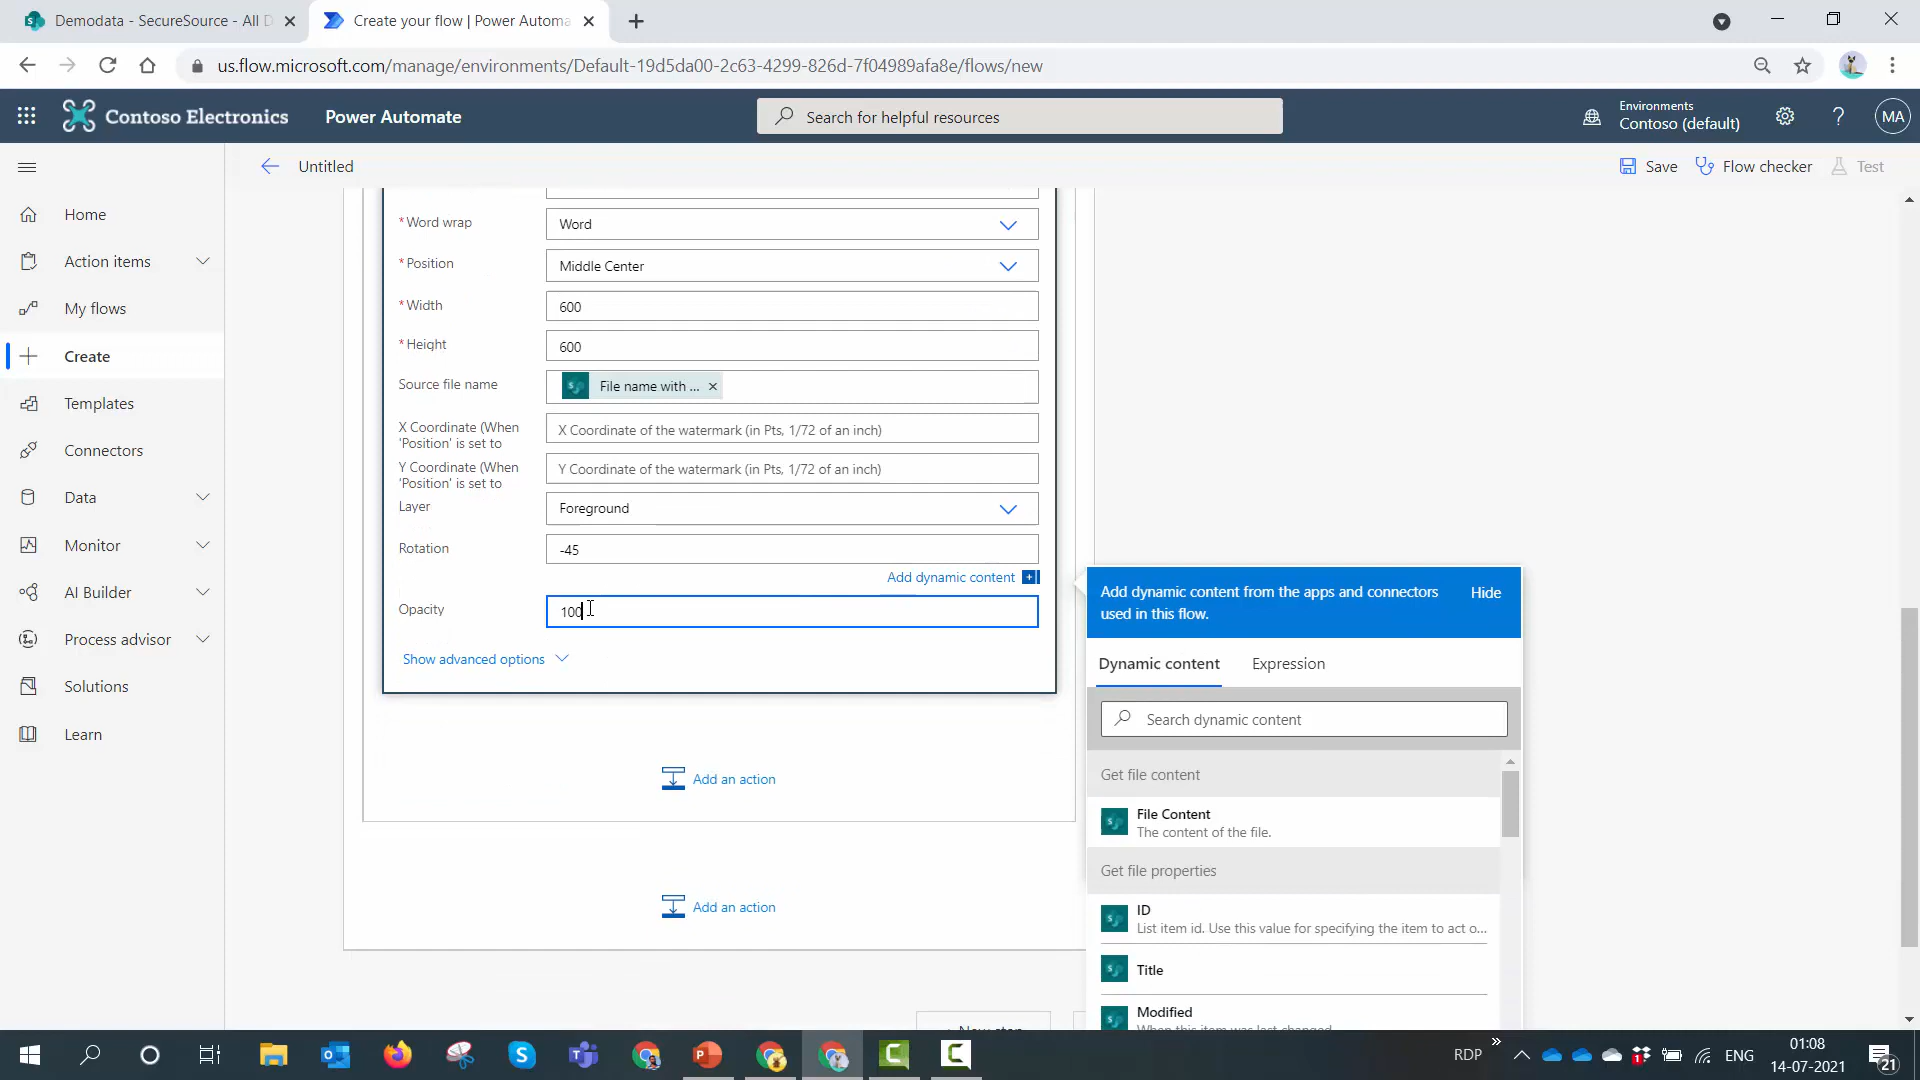 Demodata - SecureSource - All D
Create your flow | Power Automa
us.flow.microsoft.com/manage/environments/Default-19d5da00-2c63-4299-826d-7f04989afa8e/flows/new
Contoso Electronics
Power Automate
Search for helpful resources
Environments
Contoso (default)
MA
Untitled
Save
Flow checker
Test
Home
Action items
My flows
Create
Templates
Connectors
Data
Monitor
AI Builder
Process advisor
Solutions
Learn
* Word wrap
Word
* Position
Middle Center
* Width
600
* Height
600
Source file name
File name with ...
X Coordinate (When
'Position' is set to
X Coordinate of the watermark (in Pts, 1/72 of an inch)
Y Coordinate (When
'Position' is set to
Y Coordinate of the watermark (in Pts, 1/72 of an inch)
Layer
Foreground
Rotation
-45
Add dynamic content
Opacity
100
Show advanced options
Add an action
Add an action
Add dynamic content from the apps and connectors
used in this flow.
Hide
Dynamic content
Expression
Search dynamic content
Get file content
File Content
The content of the file.
Get file properties
ID
List item id. Use this value for specifying the item to act o...
Title
Modified
When this item was last changed
+ New step
RDP
ENG
01:08
14-07-2021
21